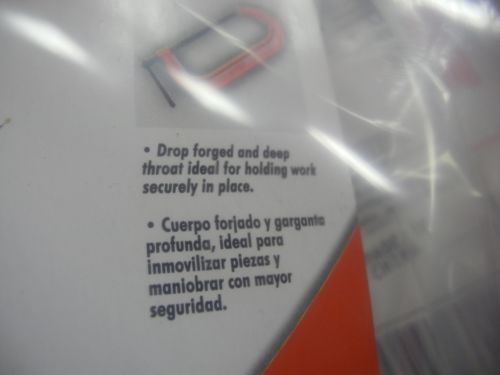 • Drop forged and deep
throat ideal for holding work
securely in place.
• Cuerpo forjado y garganta
profunda, ideal para
inmovilizar piezas y
maniobrar con mayor
seguridad.